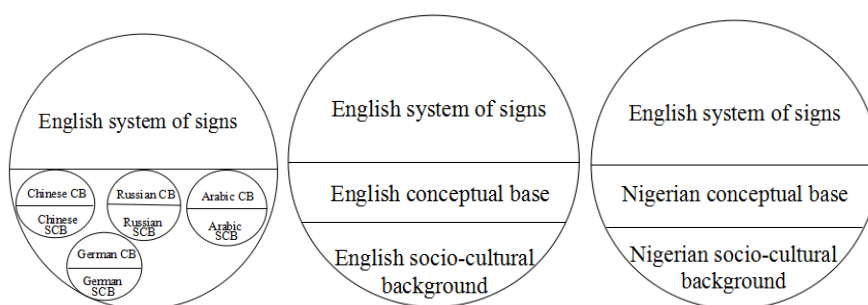 English system of signs
Chinese CB
Chinese
SCB
Russian CB
Russian
SCB
Arabic CB
Arabic
SCB
German CB
German
SCB
English system of signs
English conceptual base
English socio-cultural
background
English system of signs
Nigerian conceptual base
Nigerian socio-cultural
background